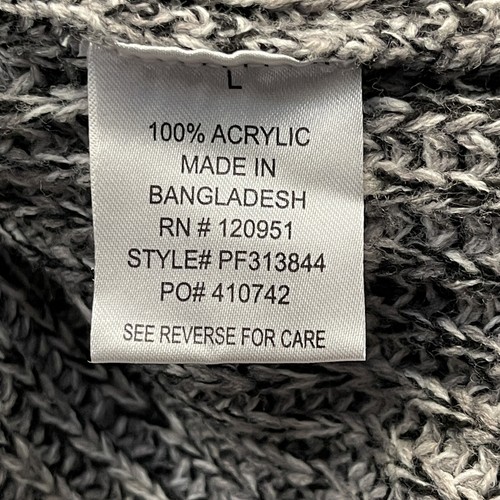 L
100% ACRYLIC
MADE IN
BANGLADESH
RN # 120951
STYLE# PF313844
PO# 410742
SEE REVERSE FOR CARE